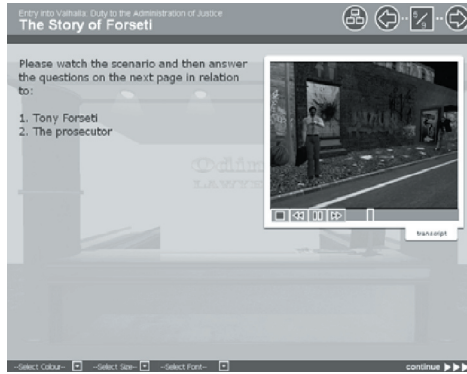 Entry into Valhalla: Duty to the Administration of Justice
The Story of Forseti
Please watch the scenario and then answer
the questions on the next page in relation
to:
1. Tony Forseti
2. The prosecutor
Odin
LAWYE
transcript
--Select Colour--
--Select Size--
--Select Font--
continue